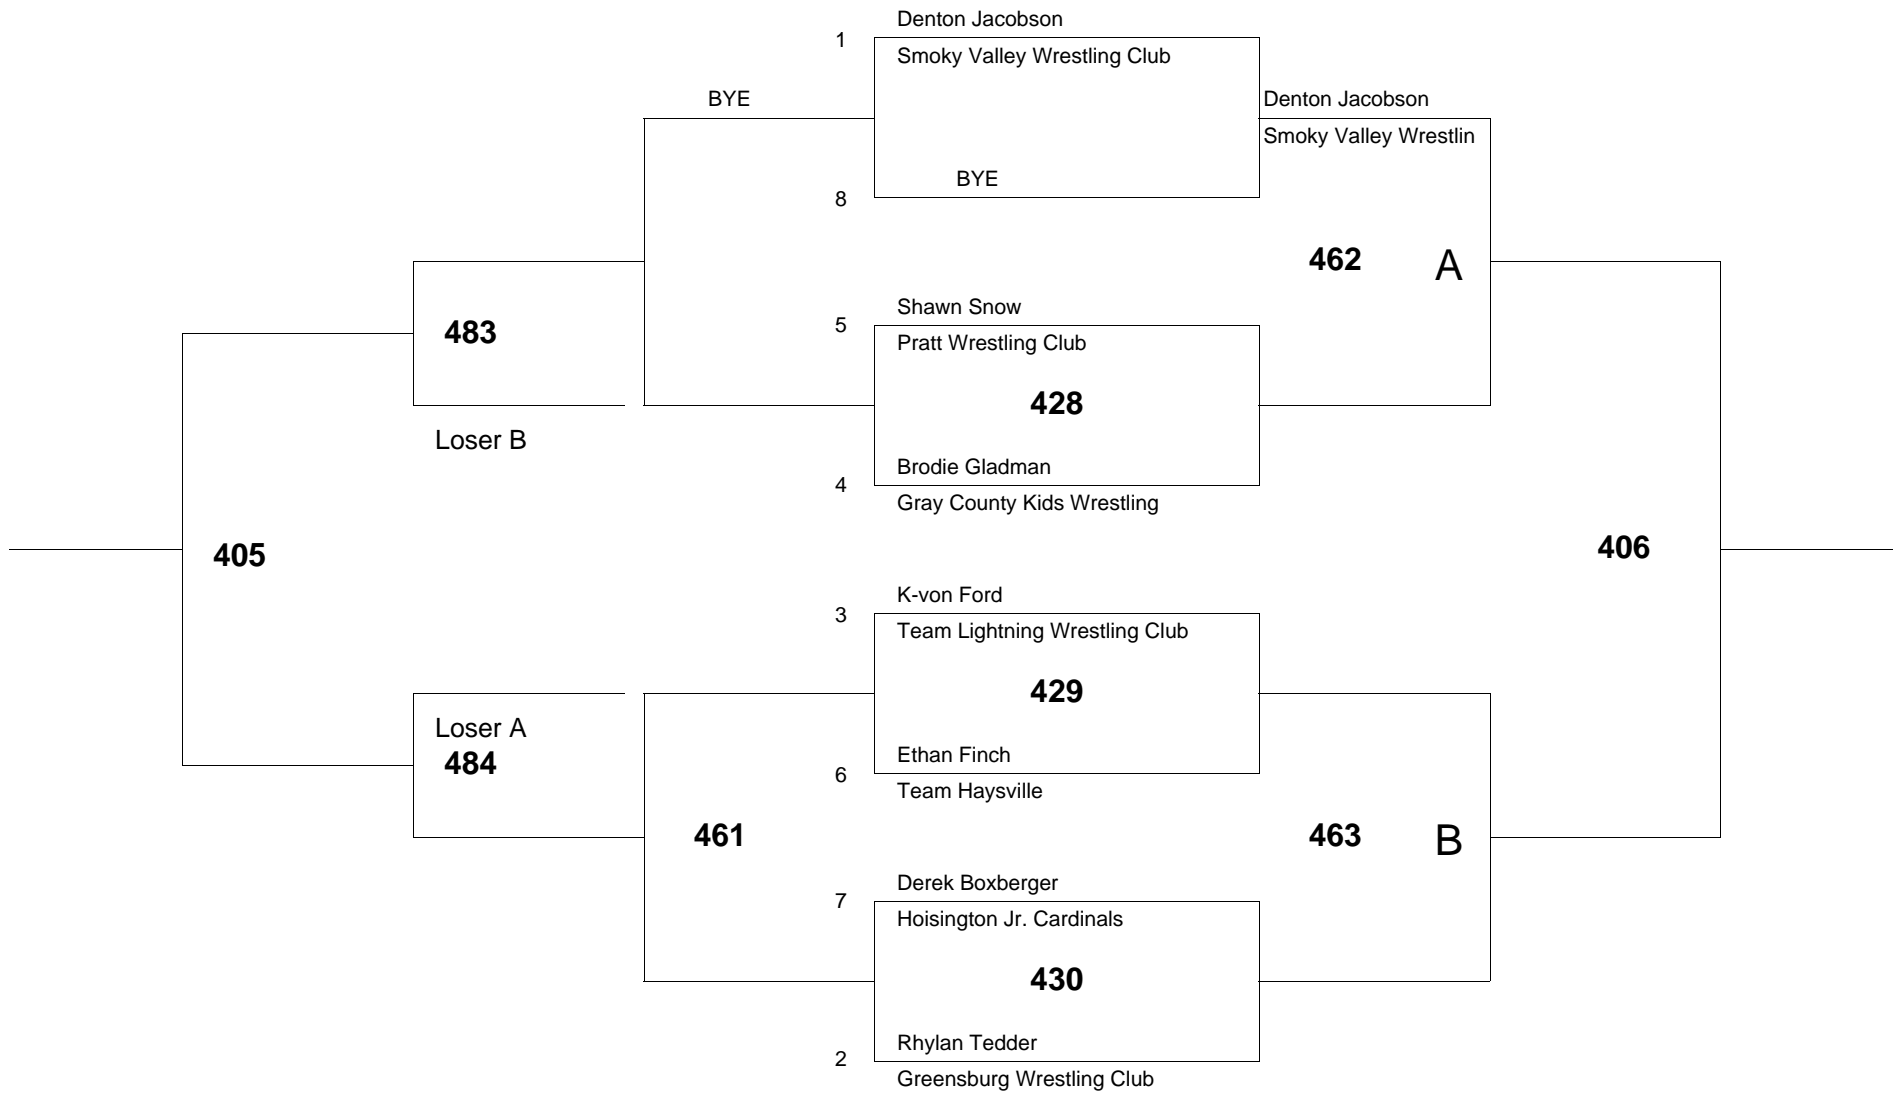 Denton Jacobson
1
Smoky Valley Wrestling Club
BYE
Denton Jacobson
Smoky Valley Wrestlin
BYE
8
462
A
Shawn Snow
5
483
Pratt Wrestling Club
428
Loser B
Brodie Gladman
4
Gray County Kids Wrestling
405
406
K-von Ford
3
Team Lightning Wrestling Club
429
Loser A
484
Ethan Finch
6
Team Haysville
461
463
B
Derek Boxberger
7
Hoisington Jr. Cardinals
430
Rhylan Tedder
2
Greensburg Wrestling Club